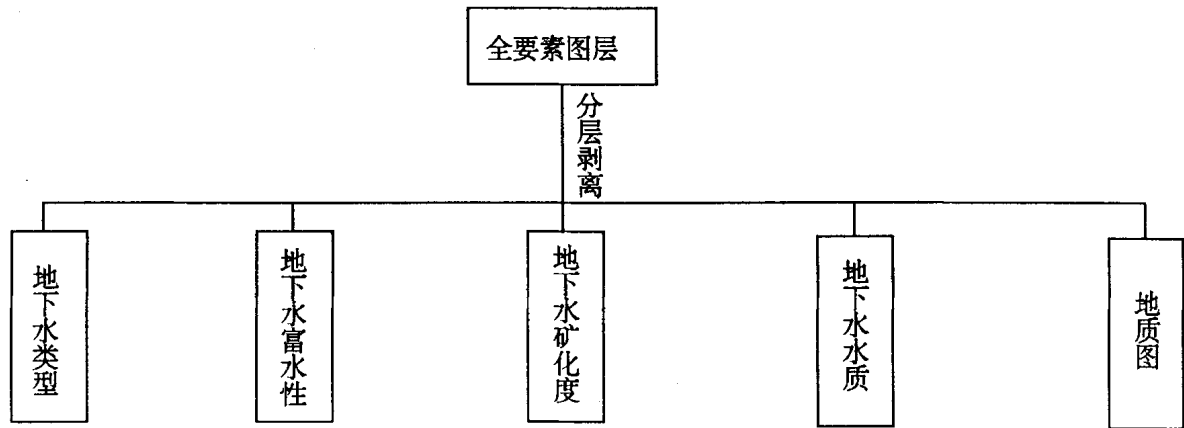 全要素图层
分层剥离
地下水类型
地下水富水性
地下水矿化度
地下水水质
地质图